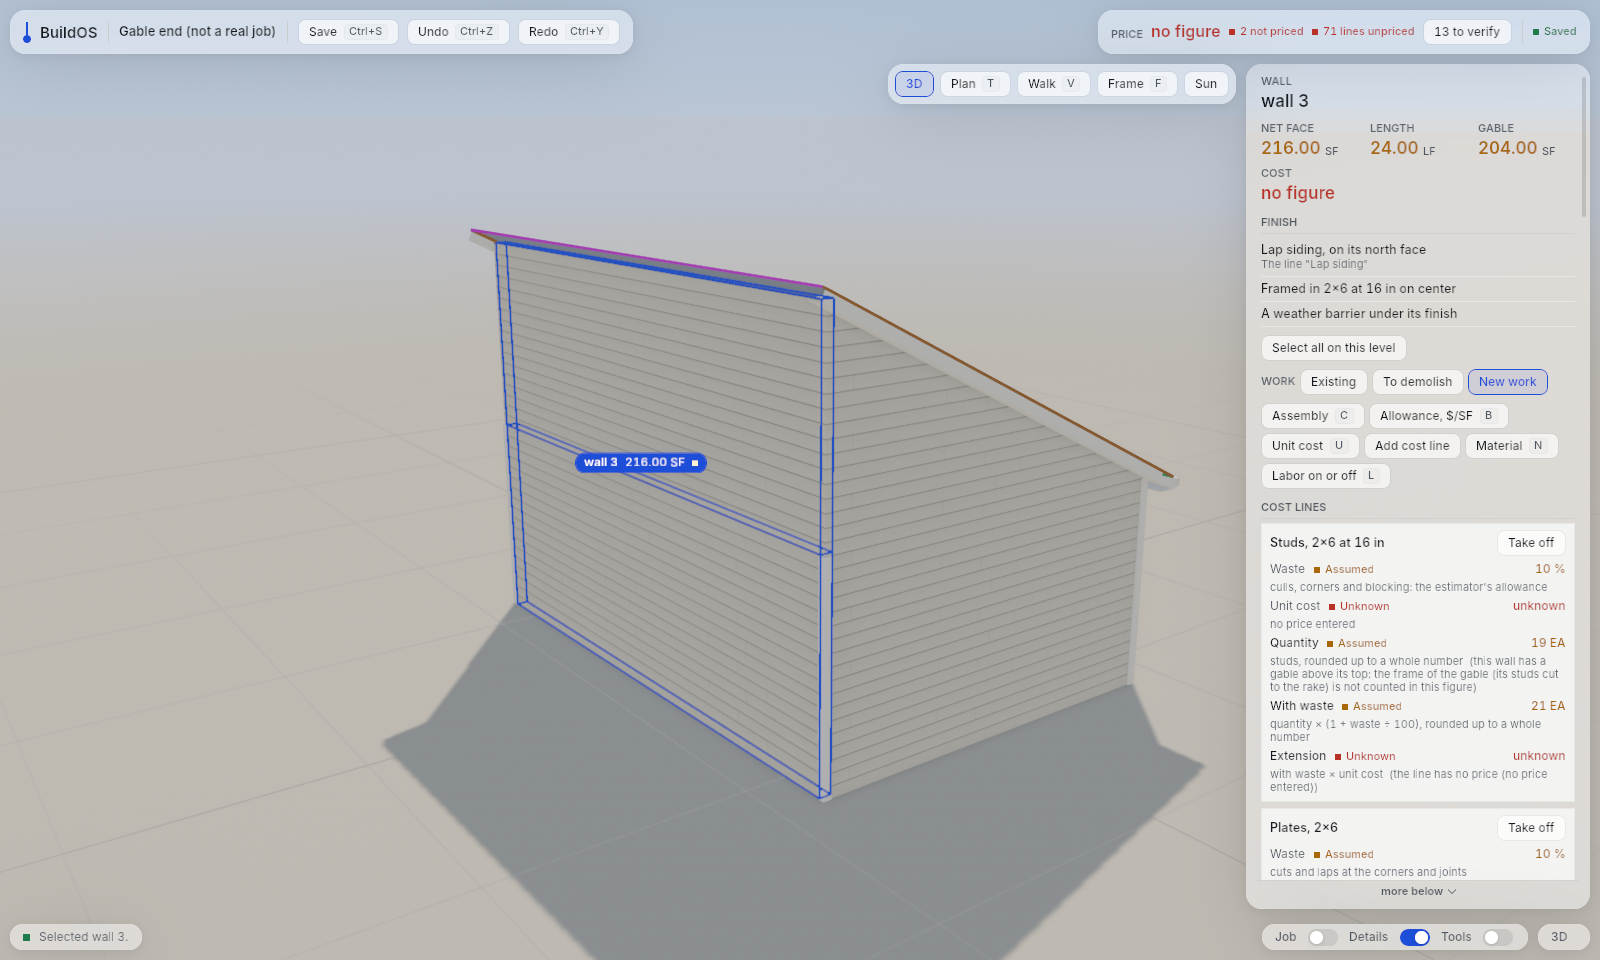 BuildOS
Gable end (not a real job)
Save Ctrl+S
Undo Ctrl+Z
Redo Ctrl+Y
PRICE no figure 2 not priced 71 lines unpriced
13 to verify
Saved
3D
Plan T
Walk V
Frame F
Sun
WALL
wall 3
NET FACE LENGTH GABLE
216.00 SF 24.00 LF 204.00 SF
COST
no figure
FINISH
Lap siding, on its north face
The line "Lap siding"
Framed in 2×6 at 16 in on center
A weather barrier under its finish
Select all on this level
WORK Existing To demolish New work
Assembly C Allowance, $/SF B
Unit cost U Add cost line Material N
Labor on or off L
COST LINES
Studs, 2×6 at 16 in Take off
Waste Assumed 10 %
culls, corners and blocking: the estimator's allowance
Unit cost Unknown unknown
no price entered
Quantity Assumed 19 EA
studs, rounded up to a whole number (this wall has a
gable above its top: the frame of the gable (its studs cut
to the rake) is not counted in this figure)
With waste Assumed 21 EA
quantity × (1 + waste ÷ 100), rounded up to a whole
number
Extension Unknown unknown
with waste × unit cost (the line has no price (no price
entered))
Plates, 2×6 Take off
Waste Assumed 10 %
cuts and laps at the corners and joints
more below
wall 3 216.00 SF
Selected wall 3.
Job Details Tools
3D